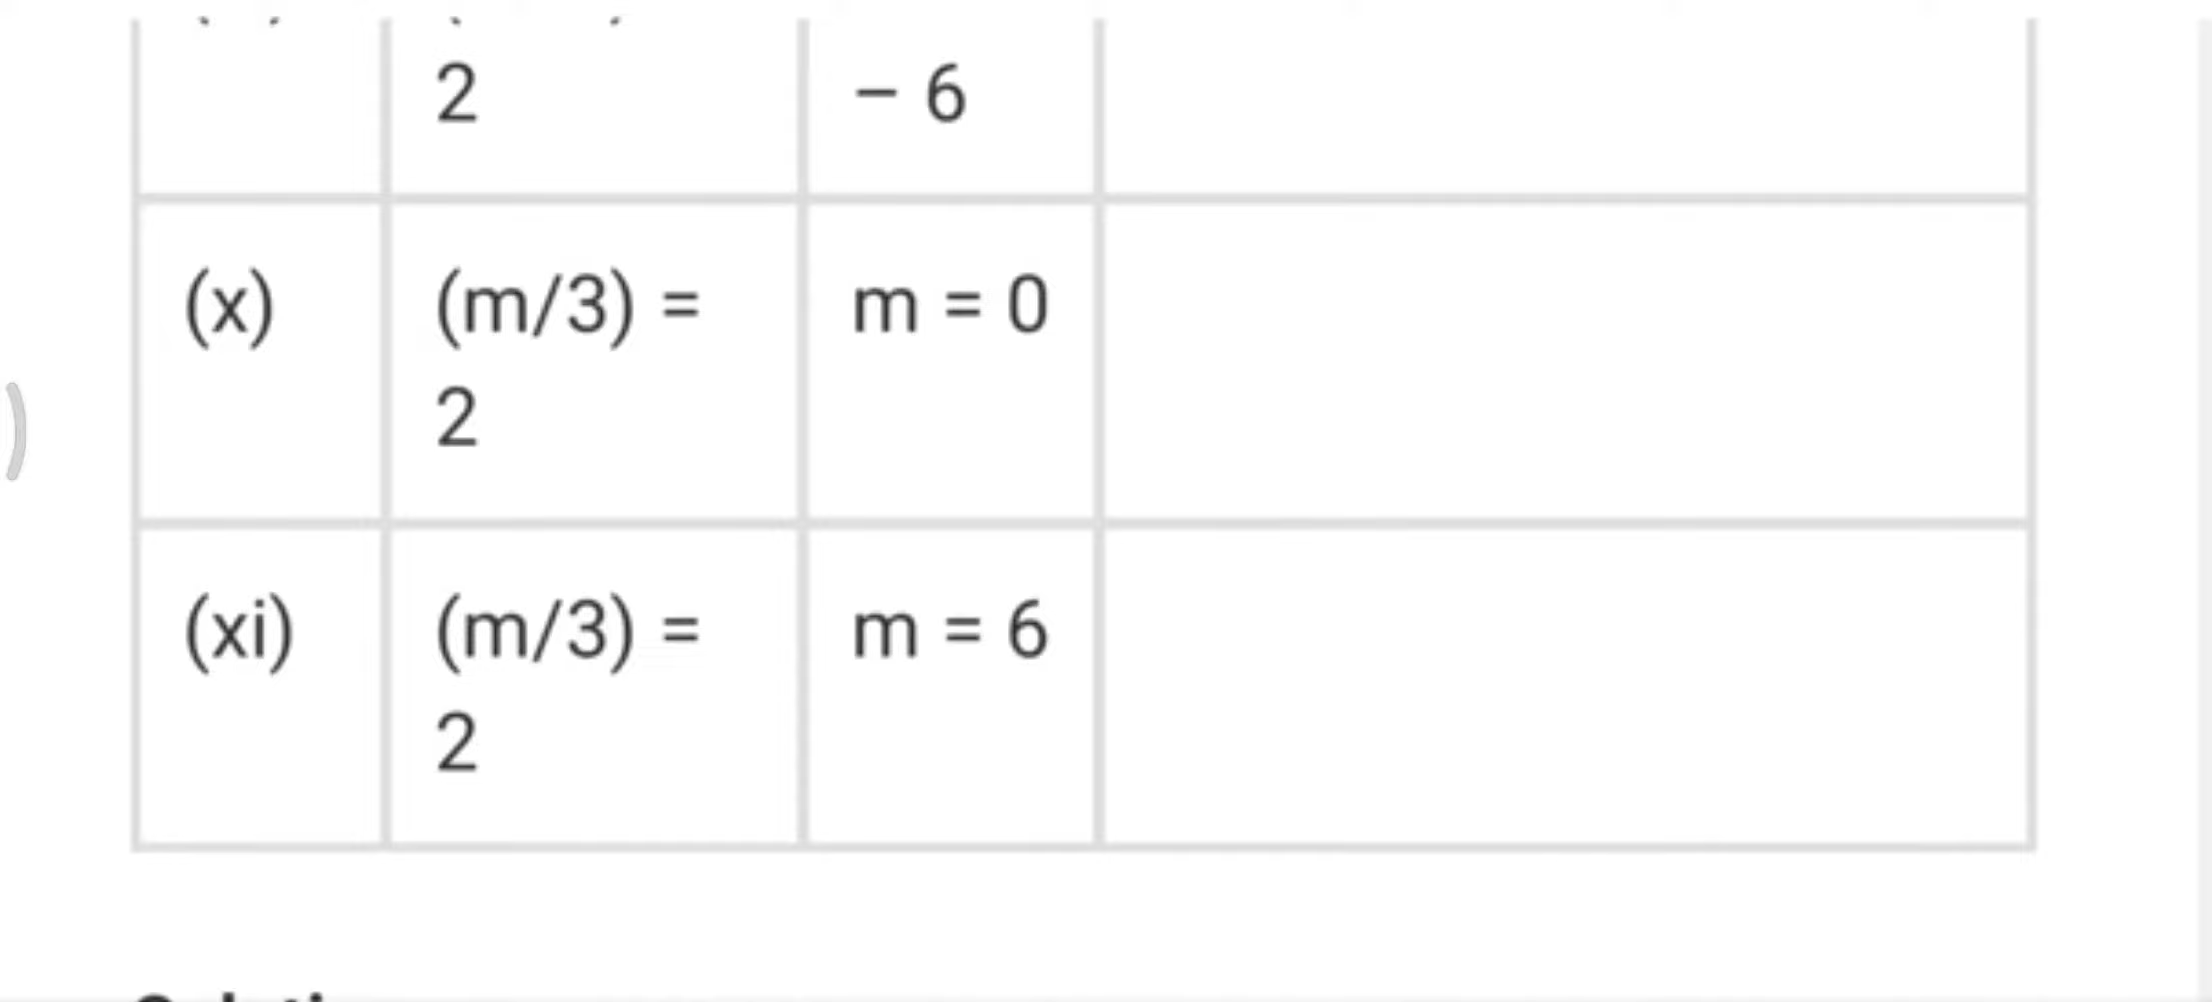 2
– 6
(x)
(m/3) =
2
m = 0
(xi)
(m/3) =
2
m = 6